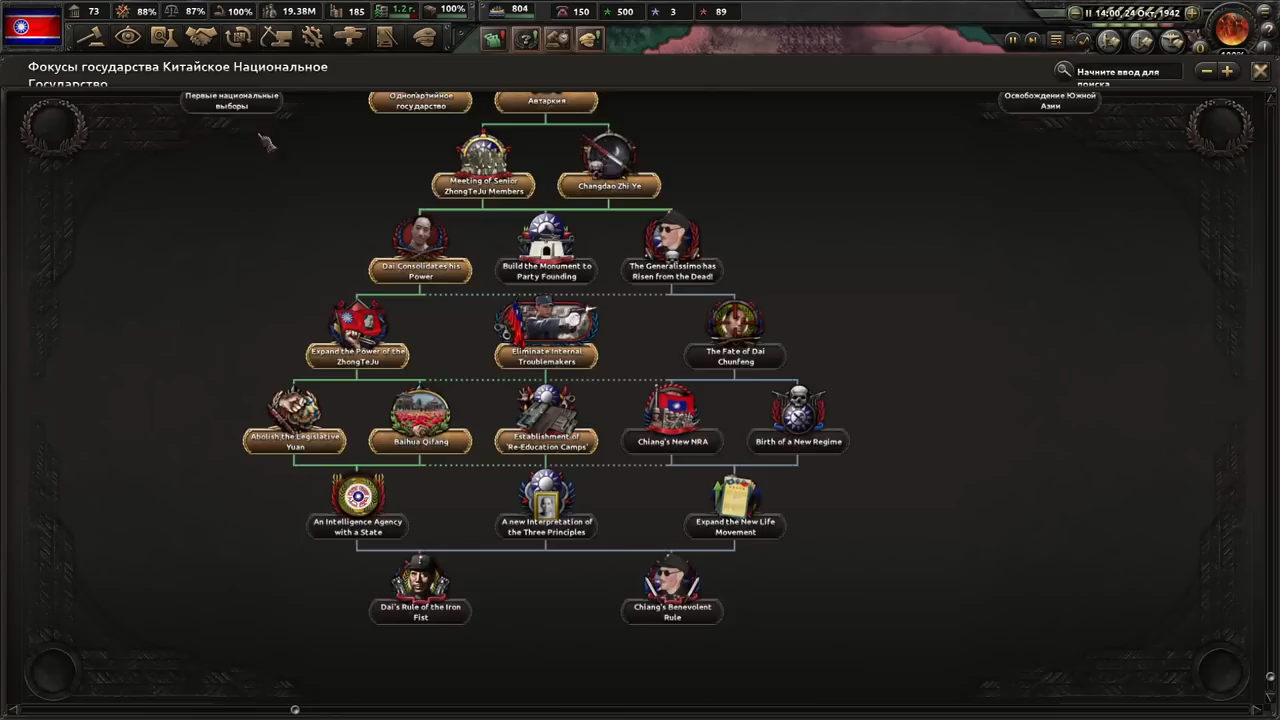 73 88% 87% 100% 19.38M 185 1.2 г. 100% 804 150 500 3 89 14:00, 24 Окт, 1942
Фокусы государства Китайское Национальное
Государство
Начните ввод для
поиска
Первые национальные
выборы
Однопартийное
государство
Автаркия
Освобождение Южной
Азии
Meeting of Senior
ZhongTeJu Members
Changdao Zhi Ye
Dai Consolidates his
Power
Build the Monument to
Party Founding
The Generalissimo has
Risen from the Dead!
Expand the Power of the
ZhongTeJu
Eliminate Internal
Troublemakers
The Fate of Dai
Chunfeng
Abolish the Legislative
Yuan
Baihua Qifang
Establishment of
'Re-Education Camps'
Chiang's New NRA
Birth of a New Regime
An Intelligence Agency
with a State
A new Interpretation of
the Three Principles
Expand the New Life
Movement
Dai's Rule of the Iron
Fist
Chiang's Benevolent
Rule